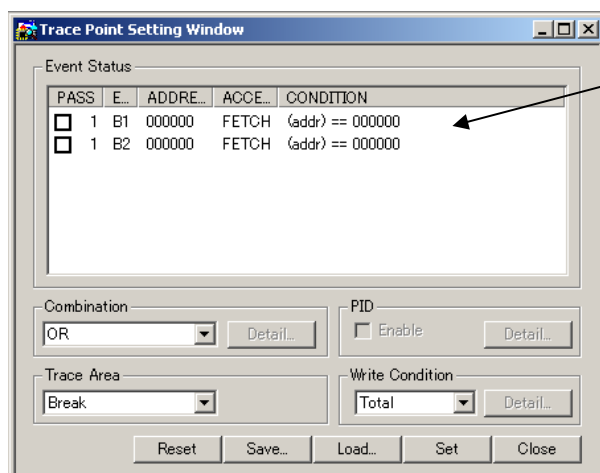 Trace Point Setting Window
Event Status
PASS E... ADDRE... ACCE... CONDITION
1 B1 000000 FETCH (addr) == 000000
1 B2 000000 FETCH (addr) == 000000
Combination
OR Detail...
PID
Enable Detail...
Trace Area
Break
Write Condition
Total Detail...
Reset Save... Load... Set Close